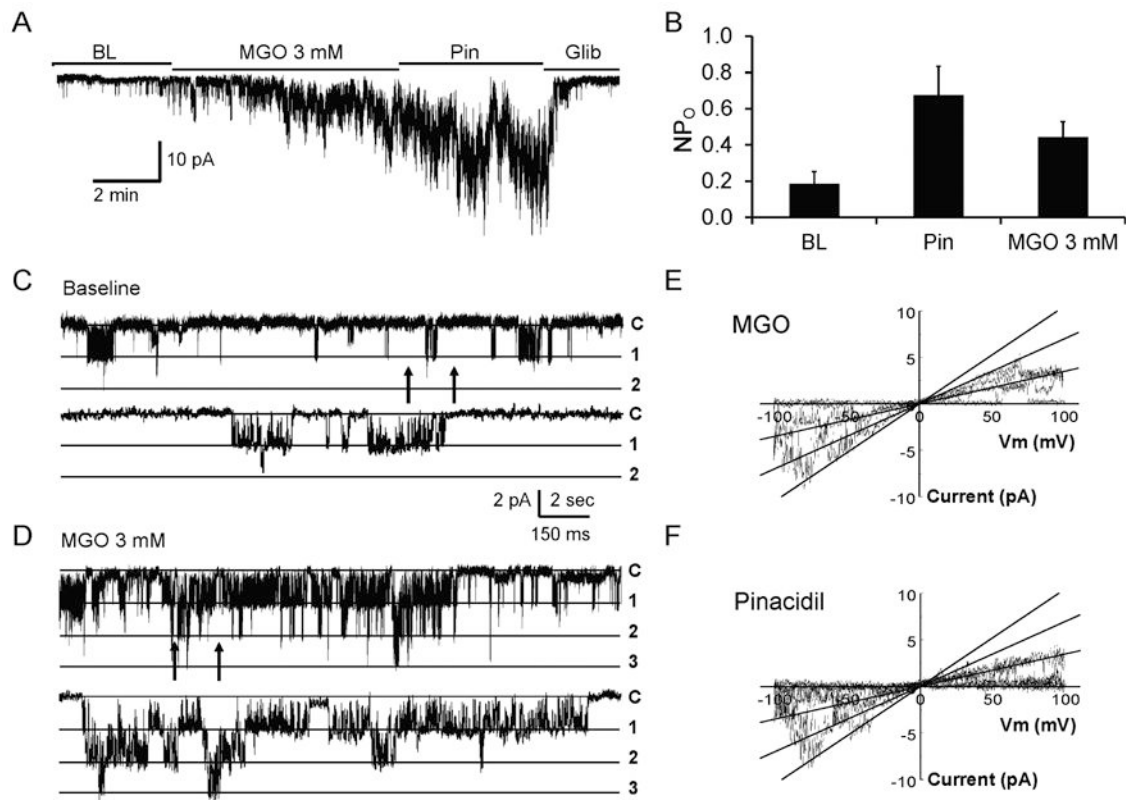 A
BL MGO 3 mM Pin Glib
10 pA
2 min
B
NPO
1.0
0.8
0.6
0.4
0.2
0.0
BL Pin MGO 3 mM
C
Baseline
C
1
2
C
1
2
2 pA 2 sec
150 ms
D
MGO 3 mM
C
1
2
3
C
1
2
3
E
MGO
10
5
-100 -50 0 50 100
Vm (mV)
-5
-10 Current (pA)
F
Pinacidil
10
5
-100 -50 0 50 100
Vm (mV)
-5
-10 Current (pA)